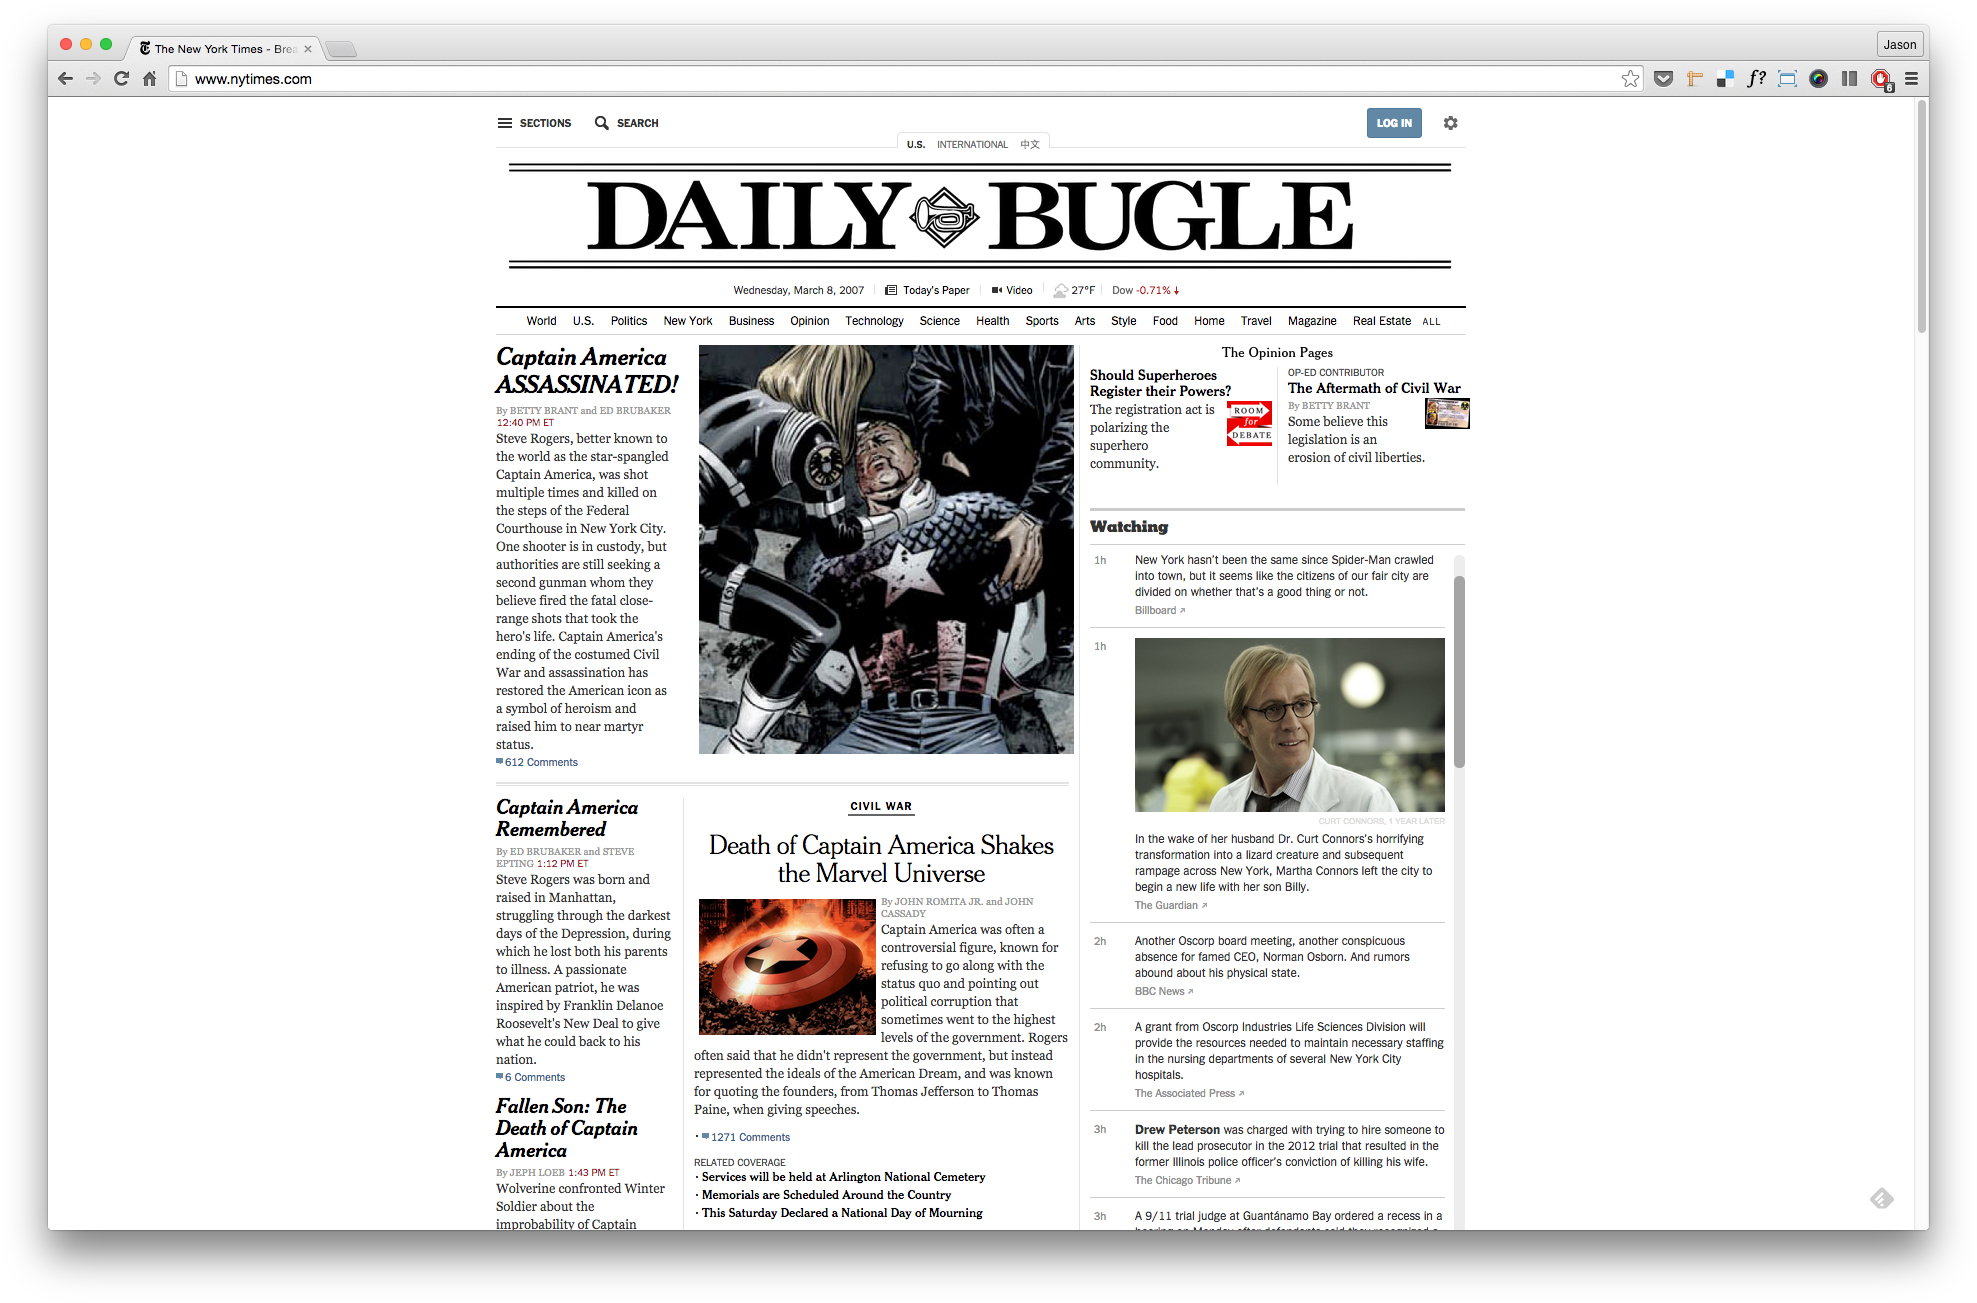 The New York Times - Brea
Jason
www.nytimes.com
f?
6
SECTIONS
SEARCH
LOG IN
U.S. INTERNATIONAL 中文
DAILY BUGLE
Wednesday, March 8, 2007 Today's Paper Video 27°F Dow -0.71%
World U.S. Politics New York Business Opinion Technology Science Health Sports Arts Style Food Home Travel Magazine Real Estate ALL
Captain America
ASSASSINATED!
By BETTY BRANT and ED BRUBAKER
12:40 PM ET
Steve Rogers, better known to
the world as the star-spangled
Captain America, was shot
multiple times and killed on
the steps of the Federal
Courthouse in New York City.
One shooter is in custody, but
authorities are still seeking a
second gunman whom they
believe fired the fatal close-
range shots that took the
hero's life. Captain America's
ending of the costumed Civil
War and assassination has
restored the American icon as
a symbol of heroism and
raised him to near martyr
status.
612 Comments
Captain America
Remembered
By ED BRUBAKER and STEVE
EPTING 1:12 PM ET
Steve Rogers was born and
raised in Manhattan,
struggling through the darkest
days of the Depression, during
which he lost both his parents
to illness. A passionate
American patriot, he was
inspired by Franklin Delanoe
Roosevelt's New Deal to give
what he could back to his
nation.
6 Comments
Fallen Son: The
Death of Captain
America
By JEPH LOEB 1:43 PM ET
Wolverine confronted Winter
Soldier about the
improbability of Captain
CIVIL WAR
Death of Captain America Shakes
the Marvel Universe
By JOHN ROMITA JR. and JOHN
CASSADY
Captain America was often a
controversial figure, known for
refusing to go along with the
status quo and pointing out
political corruption that
sometimes went to the highest
levels of the government. Rogers
often said that he didn't represent the government, but instead
represented the ideals of the American Dream, and was known
for quoting the founders, from Thomas Jefferson to Thomas
Paine, when giving speeches.
· 1271 Comments
RELATED COVERAGE
· Services will be held at Arlington National Cemetery
· Memorials are Scheduled Around the Country
· This Saturday Declared a National Day of Mourning
The Opinion Pages
Should Superheroes
Register their Powers?
The registration act is
polarizing the
superhero
community.
ROOM
for
DEBATE
OP-ED CONTRIBUTOR
The Aftermath of Civil War
By BETTY BRANT
Some believe this
legislation is an
erosion of civil liberties.
Watching
1h
New York hasn't been the same since Spider-Man crawled
into town, but it seems like the citizens of our fair city are
divided on whether that's a good thing or not.
Billboard
1h
CURT CONNORS, 1 YEAR LATER
In the wake of her husband Dr. Curt Connors's horrifying
transformation into a lizard creature and subsequent
rampage across New York, Martha Connors left the city to
begin a new life with her son Billy.
The Guardian
2h
Another Oscorp board meeting, another conspicuous
absence for famed CEO, Norman Osborn. And rumors
abound about his physical state.
BBC News
2h
A grant from Oscorp Industries Life Sciences Division will
provide the resources needed to maintain necessary staffing
in the nursing departments of several New York City
hospitals.
The Associated Press
3h
Drew Peterson was charged with trying to hire someone to
kill the lead prosecutor in the 2012 trial that resulted in the
former Illinois police officer's conviction of killing his wife.
The Chicago Tribune
3h
A 9/11 trial judge at Guantánamo Bay ordered a recess in a